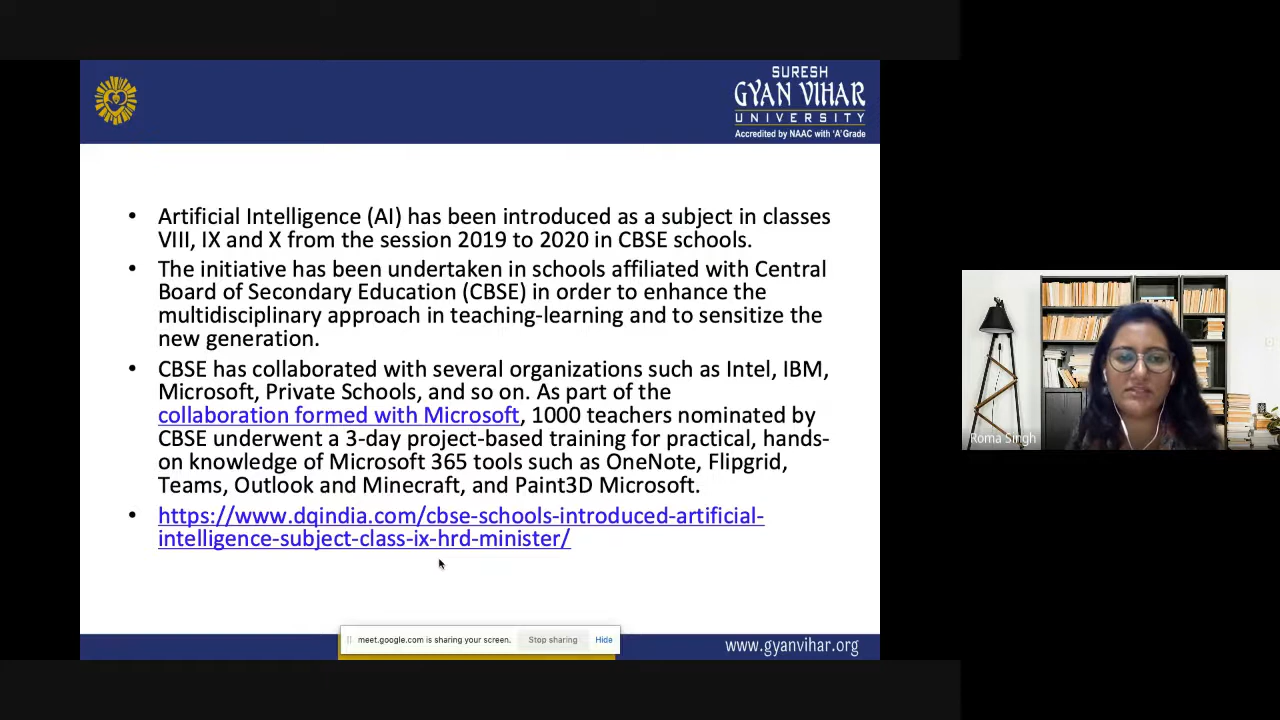 SURESH
GYAN VIHAR
UNIVERSITY
Accredited by NAAC with 'A' Grade
• Artificial Intelligence (AI) has been introduced as a subject in classes
VIII, IX and X from the session 2019 to 2020 in CBSE schools.
• The initiative has been undertaken in schools affiliated with Central
Board of Secondary Education (CBSE) in order to enhance the
multidisciplinary approach in teaching-learning and to sensitize the
new generation.
• CBSE has collaborated with several organizations such as Intel, IBM,
Microsoft, Private Schools, and so on. As part of the
collaboration formed with Microsoft, 1000 teachers nominated by
CBSE underwent a 3-day project-based training for practical, hands-
on knowledge of Microsoft 365 tools such as OneNote, Flipgrid,
Teams, Outlook and Minecraft, and Paint3D Microsoft.
• https://www.dqindia.com/cbse-schools-introduced-artificial-
intelligence-subject-class-ix-hrd-minister/
meet.google.com is sharing your screen. Stop sharing Hide
www.gyanvihar.org
Roma Singh